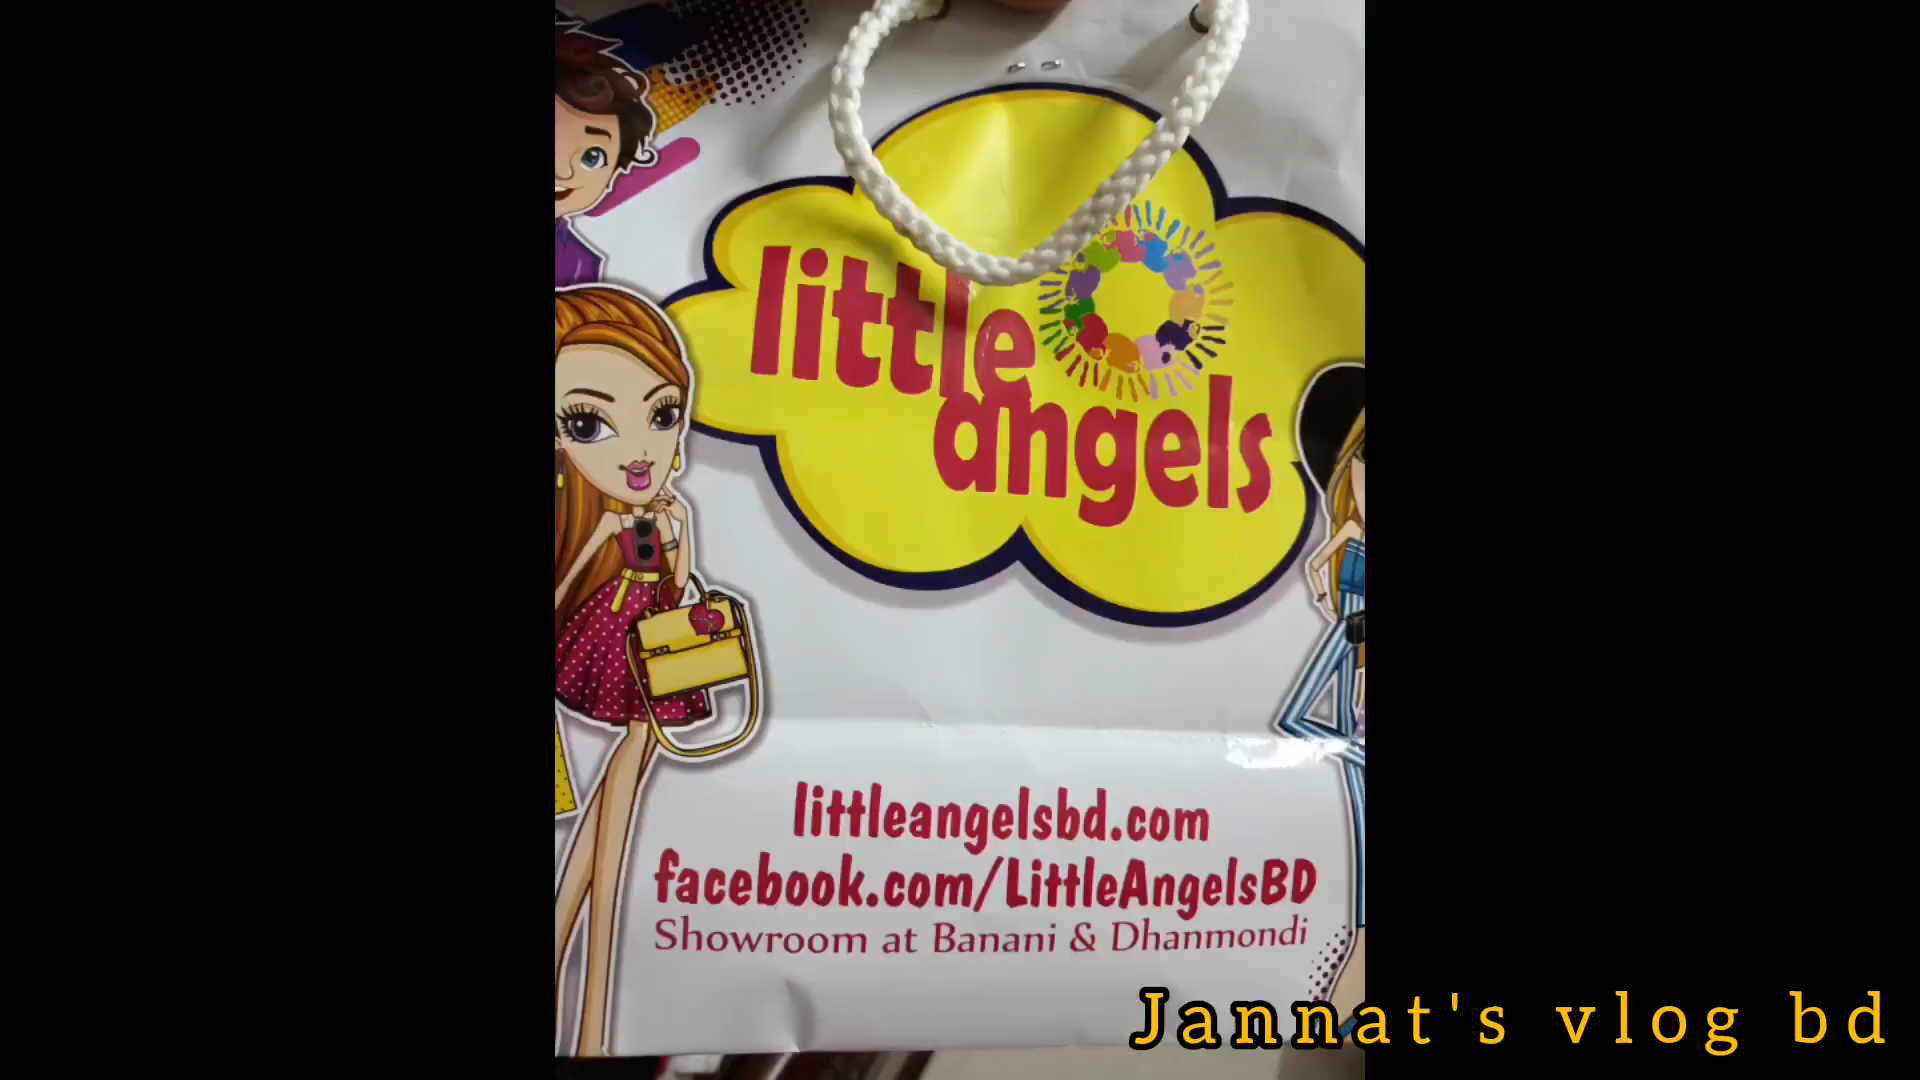 little
angels
littleangelsbd.com
facebook.com/LittleAngelsBD
Showroom at Banani & Dhanmondi
Jannat's vlog bd